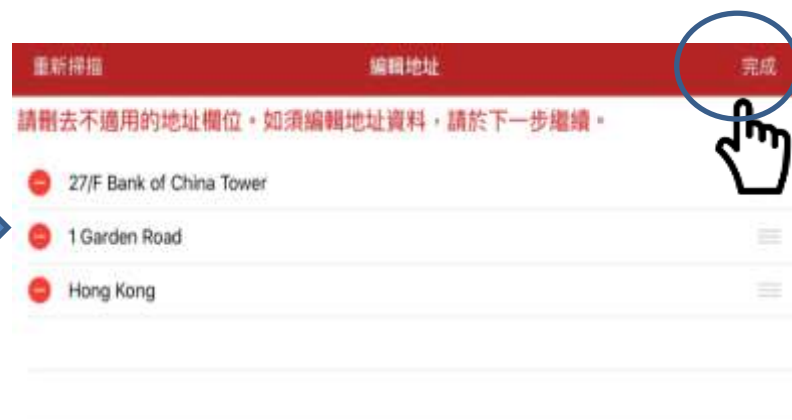 重新掃描 編輯地址 完成
請刪去不適用的地址欄位。如須編輯地址資料，請於下一步繼續。
27/F Bank of China Tower
1 Garden Road
Hong Kong